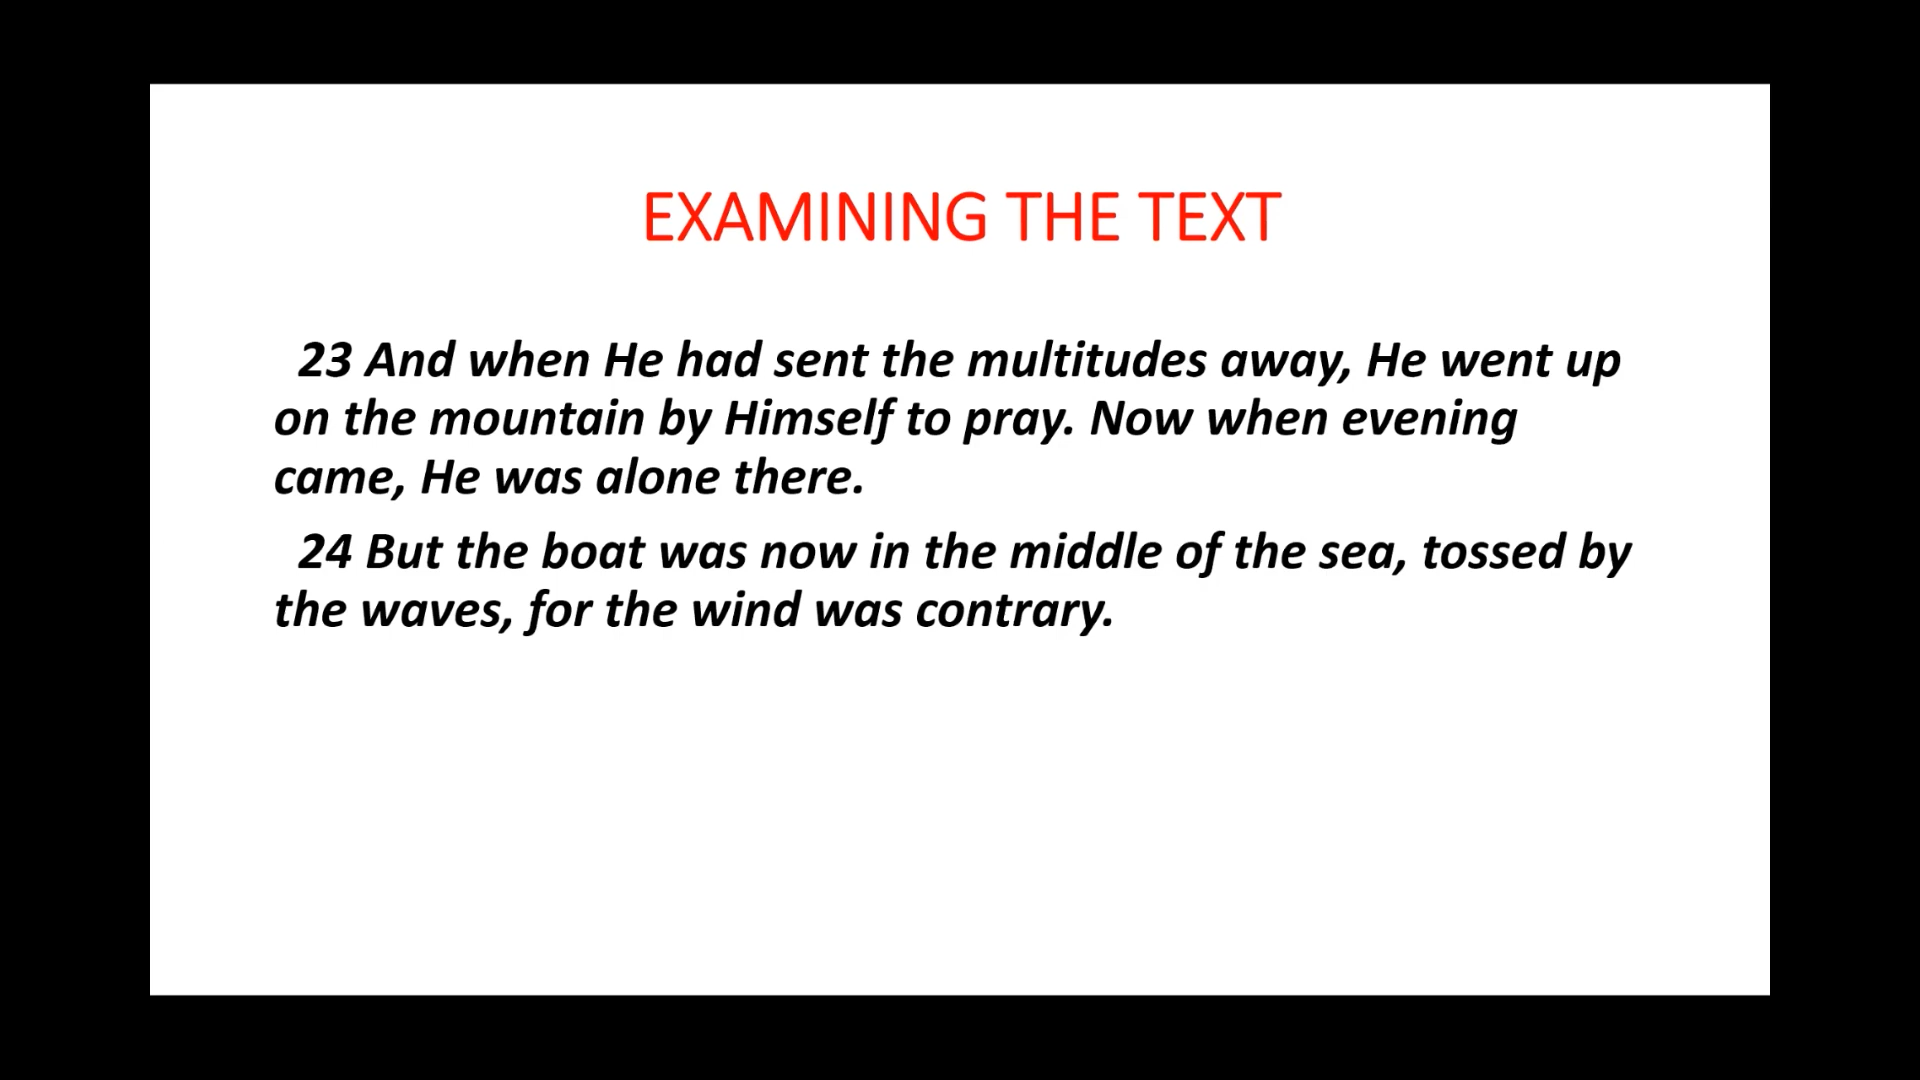 EXAMINING THE TEXT
23 And when He had sent the multitudes away, He went up
on the mountain by Himself to pray. Now when evening
came, He was alone there.
24 But the boat was now in the middle of the sea, tossed by
the waves, for the wind was contrary.